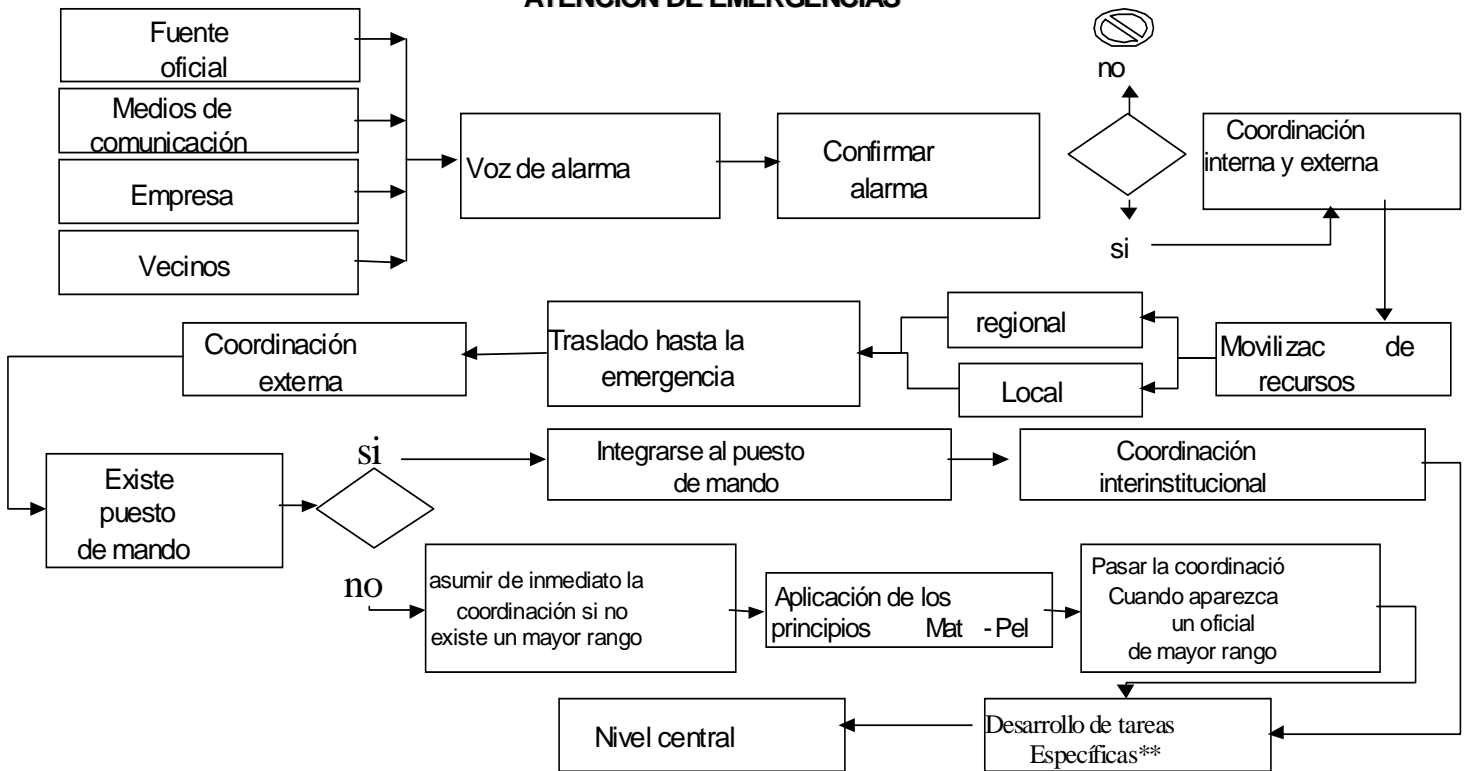 ATENCION DE EMERGENCIAS
Fuente
oficial
Medios de
comunicación
Empresa
Vecinos
Voz de alarma
Confirmar
alarma
no
si
Coordinación
interna y externa
Movilizac de
recursos
regional
Local
Traslado hasta la
emergencia
Coordinación
externa
Existe
puesto
de mando
si
Integrarse al puesto
de mando
Coordinación
interinstitucional
no
asumir de inmediato la
coordinación si no
existe un mayor rango
Aplicación de los
principios Mat - Pel
Pasar la coordinació
Cuando aparezca
un oficial
de mayor rango
Desarrollo de tareas
Específicas**
Nivel central